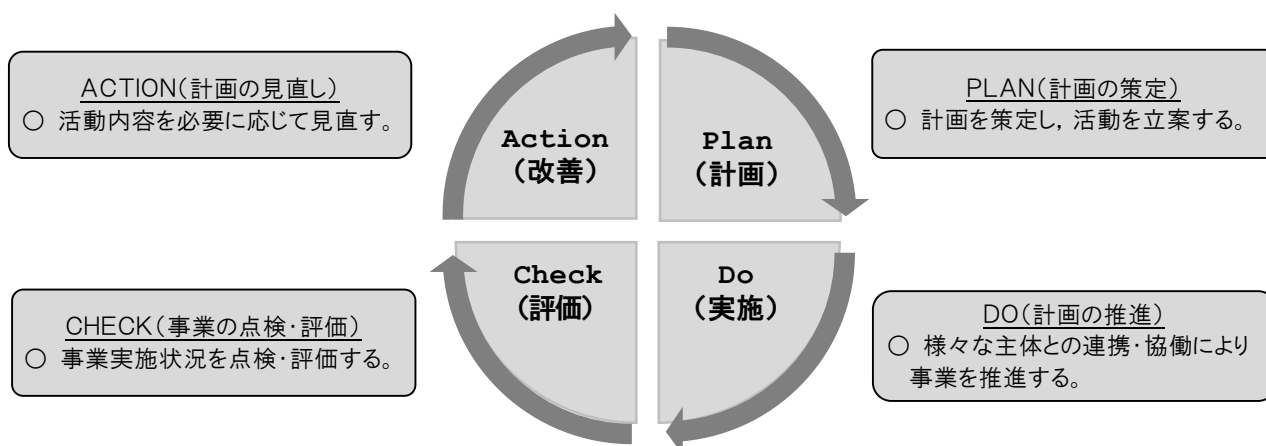 ACTION(計画の見直し)
○ 活動内容を必要に応じて見直す。
Action
(改善)
Plan
(計画)
PLAN(計画の策定)
○ 計画を策定し,活動を立案する。
CHECK(事業の点検・評価)
○ 事業実施状況を点検・評価する。
Check
(評価)
Do
(実施)
DO(計画の推進)
○ 様々な主体との連携・協働により
事業を推進する。